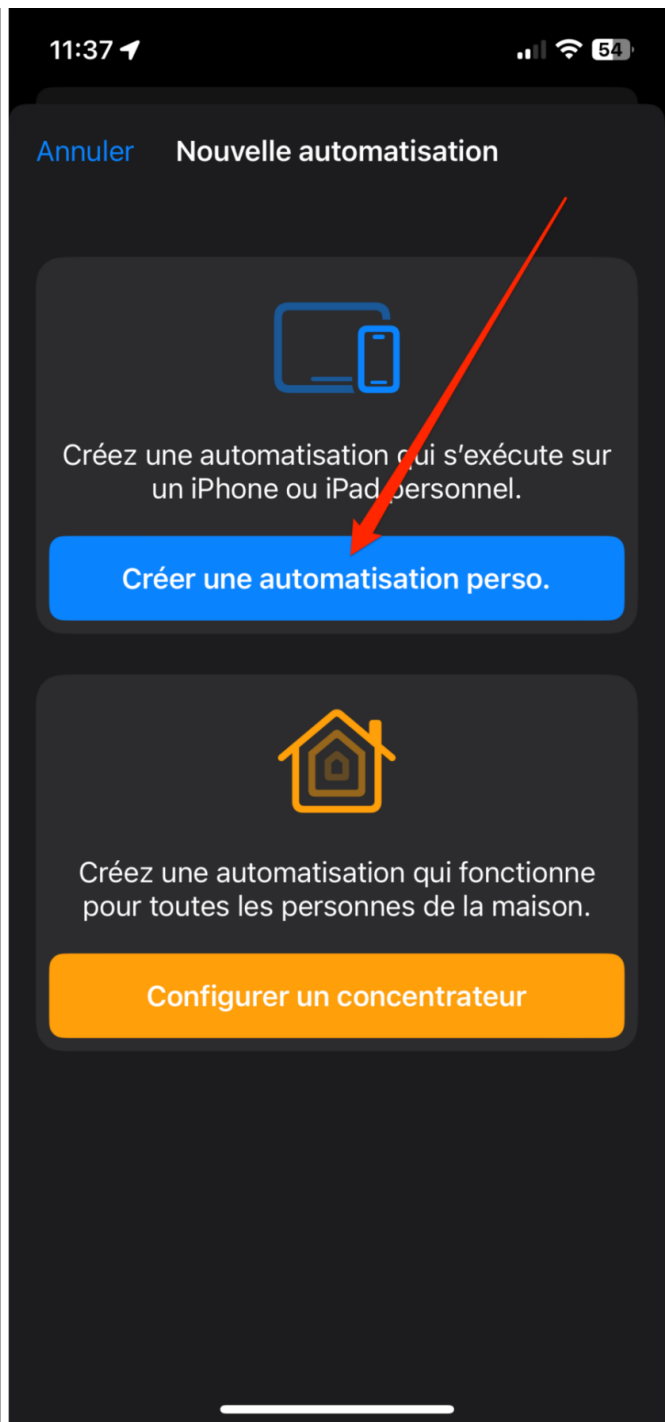 11:37
54
Annuler
Nouvelle automatisation
Créez une automatisation qui s’exécute sur
un iPhone ou iPad personnel.
Créer une automatisation perso.
Créez une automatisation qui fonctionne
pour toutes les personnes de la maison.
Configurer un concentrateur